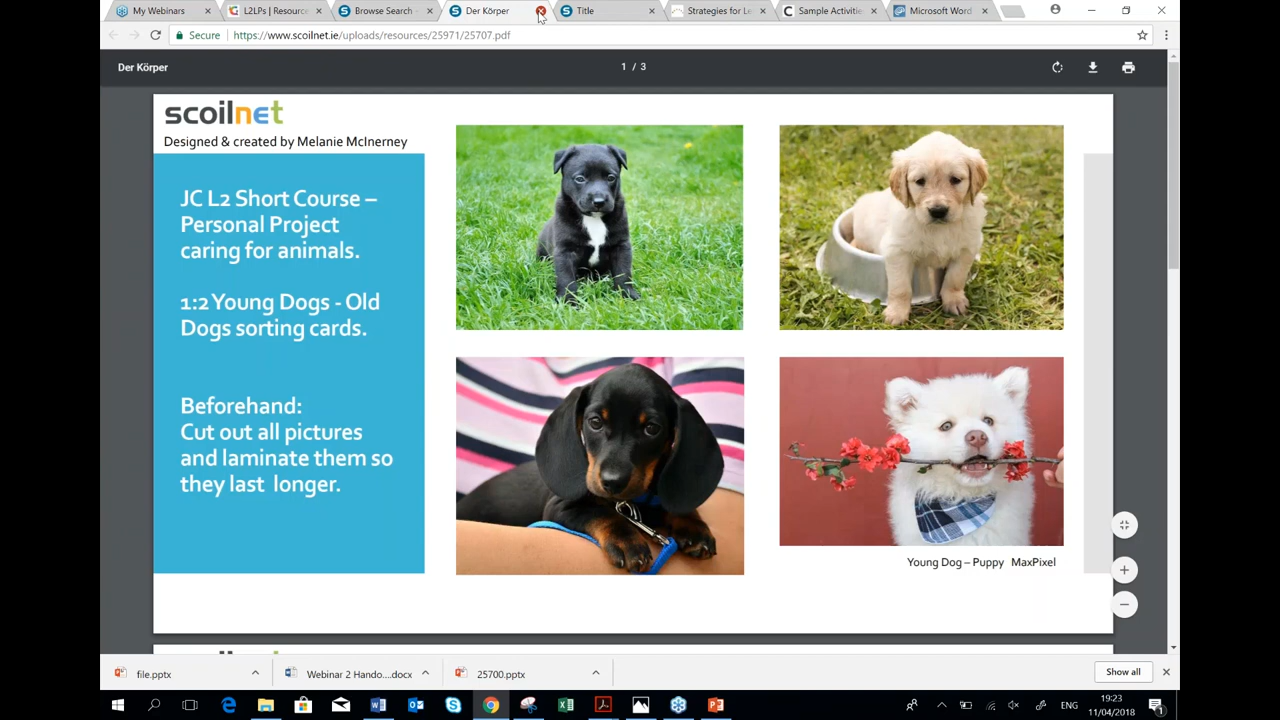 My Webinars
L2LPs | Resourc
Browse Search -
Der Körper
Title
Strategies for Le
Sample Activitie
Microsoft Word
Secure
https://www.scoilnet.ie/uploads/resources/25971/25707.pdf
Der Körper
1 / 3
scoilnet
Designed & created by Melanie McInerney
JC L2 Short Course –
Personal Project
caring for animals.
1:2 Young Dogs - Old
Dogs sorting cards.
Beforehand:
Cut out all pictures
and laminate them so
they last longer.
Young Dog – Puppy MaxPixel
file.pptx
Webinar 2 Hando....docx
25700.pptx
Show all
19:23
ENG
11/04/2018
1